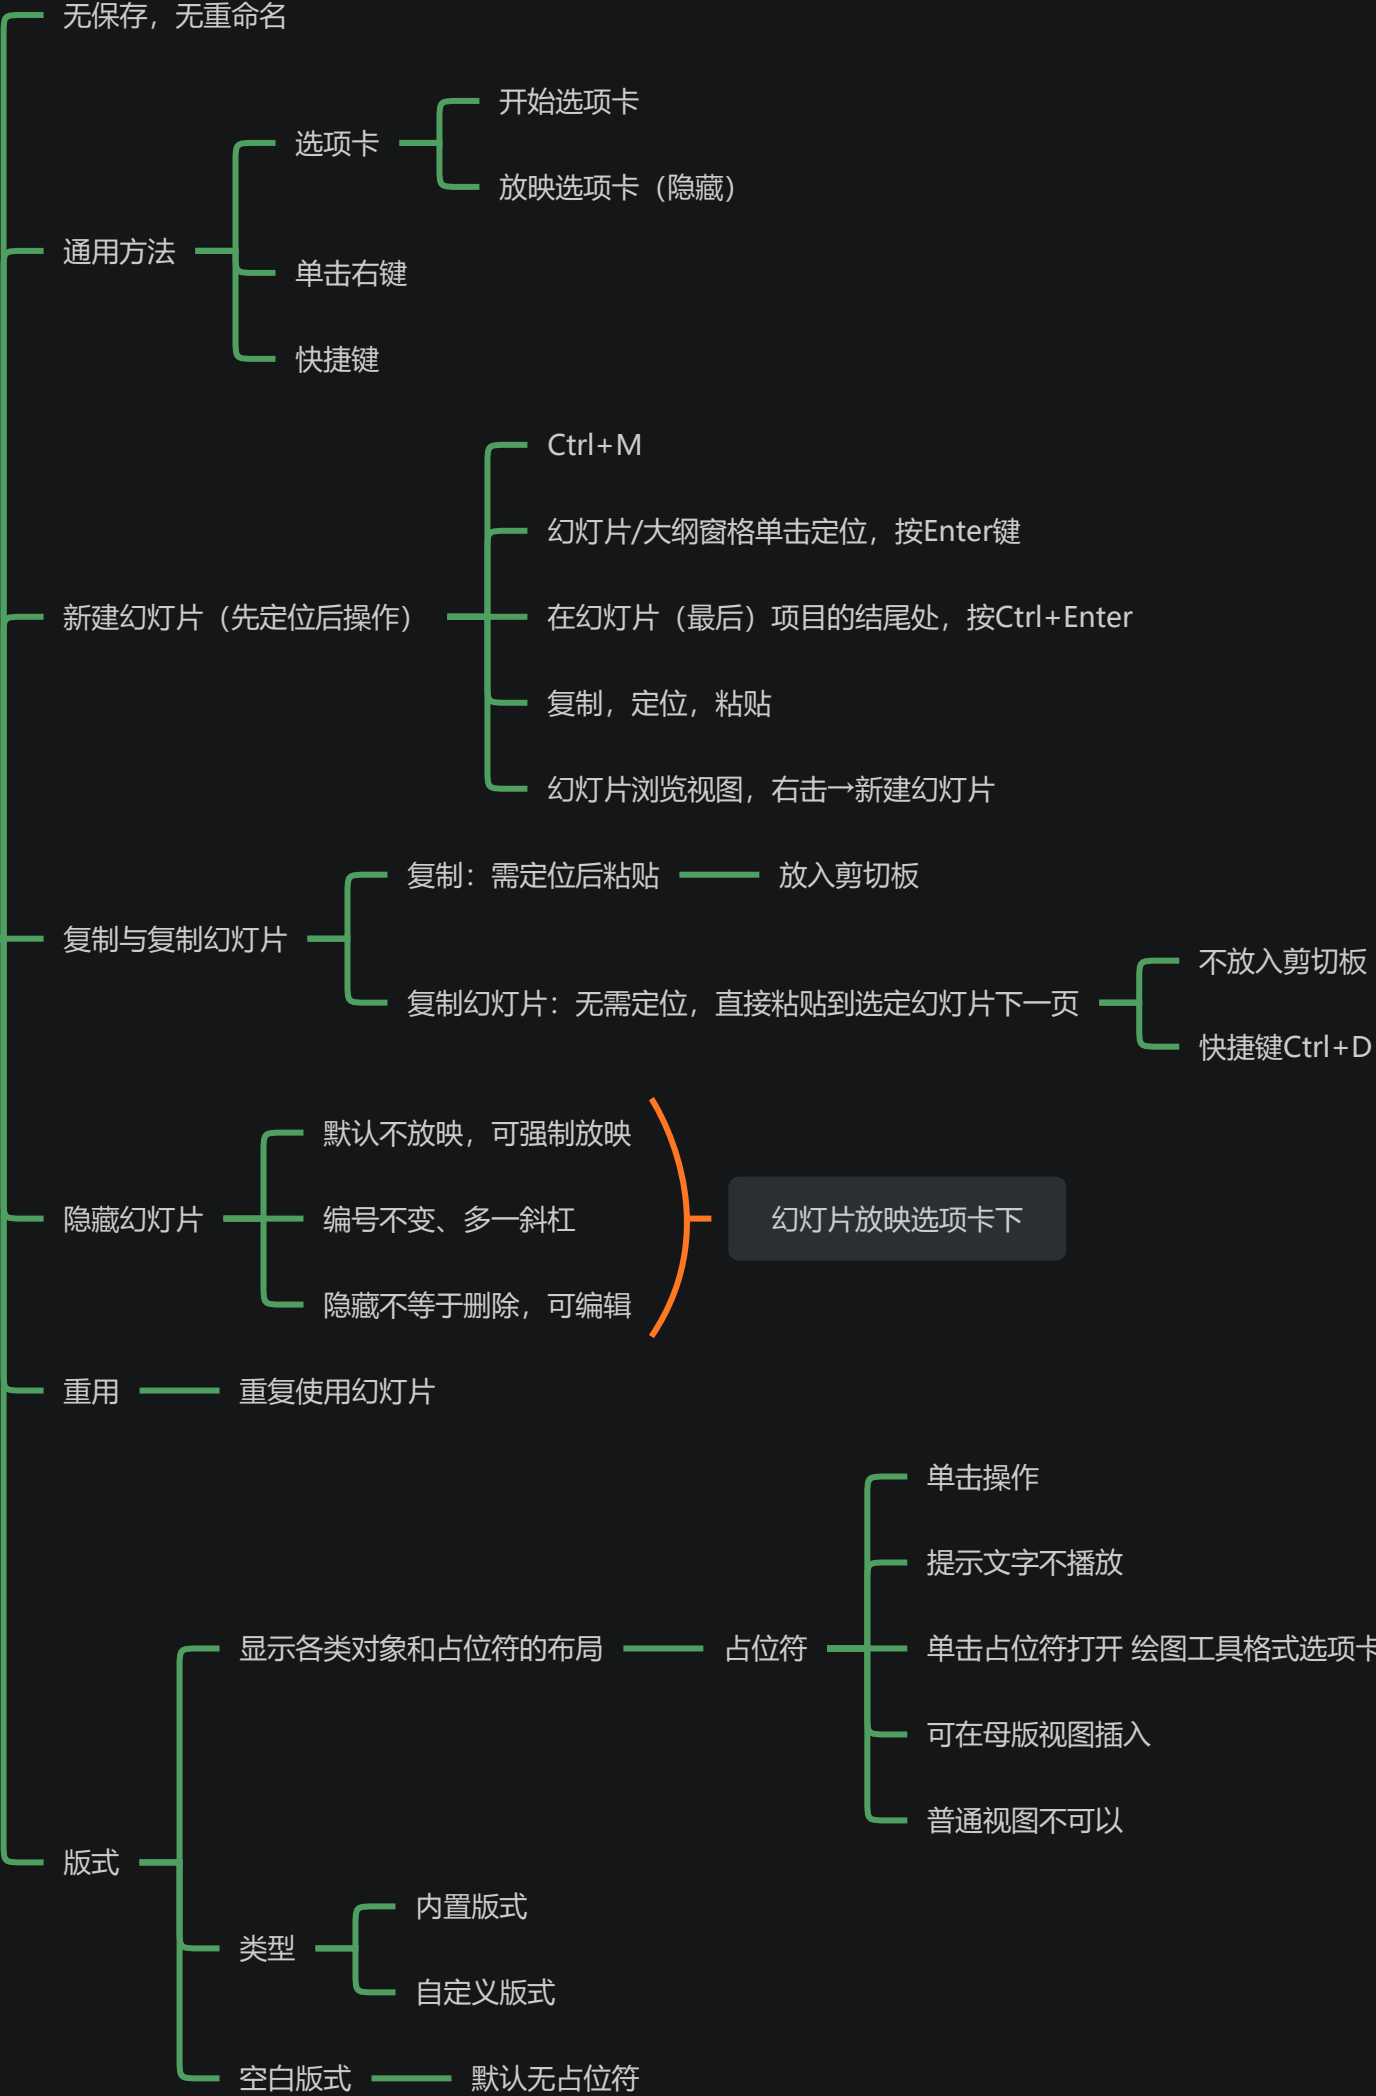 无保存，无重命名
通用方法
选项卡
开始选项卡
放映选项卡（隐藏）
单击右键
快捷键
新建幻灯片（先定位后操作）
Ctrl+M
幻灯片/大纲窗格单击定位，按Enter键
在幻灯片（最后）项目的结尾处，按Ctrl+Enter
复制，定位，粘贴
幻灯片浏览视图，右击→新建幻灯片
复制与复制幻灯片
复制：需定位后粘贴
放入剪切板
复制幻灯片：无需定位，直接粘贴到选定幻灯片下一页
不放入剪切板
快捷键Ctrl+D
隐藏幻灯片
默认不放映，可强制放映
编号不变、多一斜杠
隐藏不等于删除，可编辑
幻灯片放映选项卡下
重用
重复使用幻灯片
版式
显示各类对象和占位符的布局
占位符
单击操作
提示文字不播放
单击占位符打开 绘图工具格式选项卡
可在母版视图插入
普通视图不可以
类型
内置版式
自定义版式
空白版式
默认无占位符